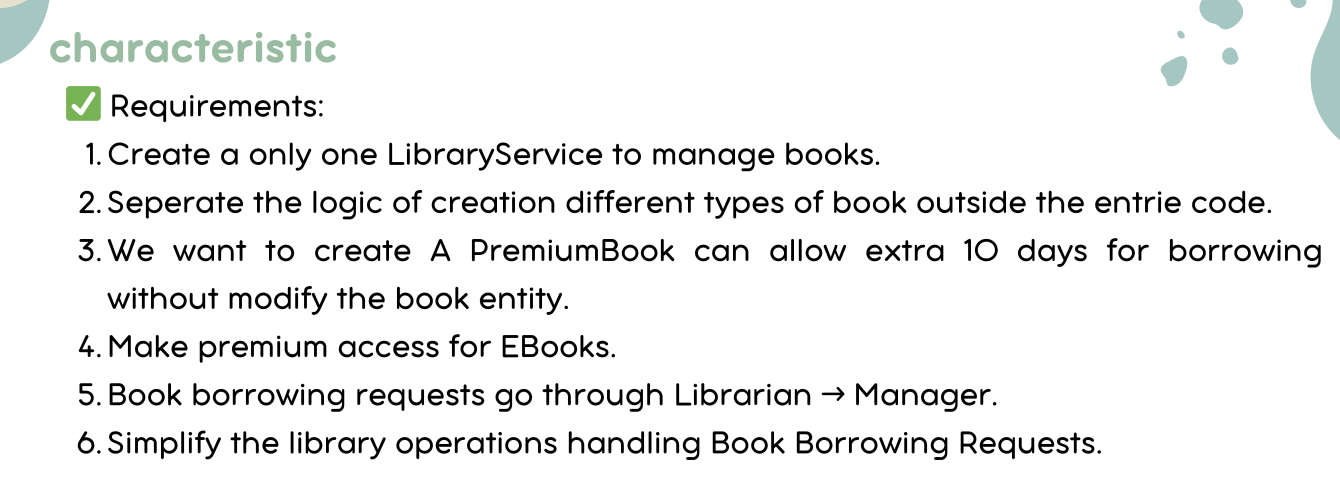 characteristic
✅ Requirements:
1. Create a only one LibraryService to manage books.
2. Seperate the logic of creation different types of book outside the entrie code.
3. We want to create A PremiumBook can allow extra 10 days for borrowing
without modify the book entity.
4. Make premium access for EBooks.
5. Book borrowing requests go through Librarian → Manager.
6. Simplify the library operations handling Book Borrowing Requests.